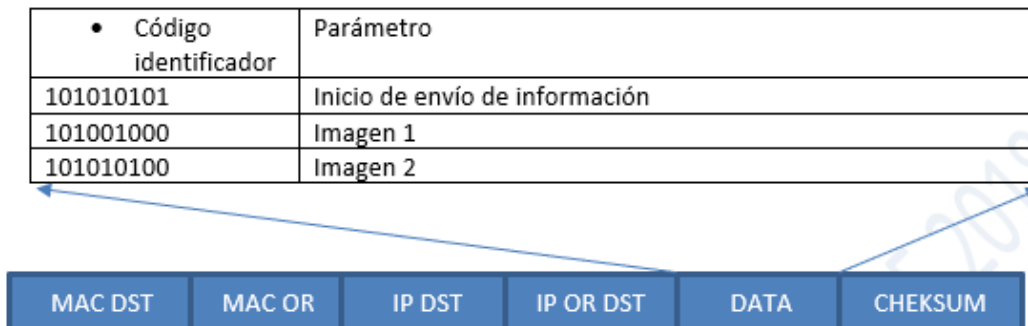 • Código identificador Parámetro
101010101 Inicio de envío de información
101001000 Imagen 1
101010100 Imagen 2
MAC DST MAC OR IP DST IP OR DST DATA CHEKSUM